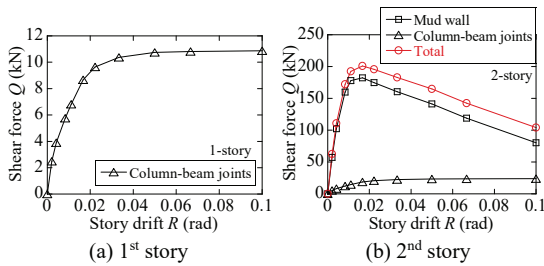 Shear force Q (kN)
12
10
8
6
4
2
0
1-story
Column-beam joints
0 0.02 0.04 0.06 0.08 0.1
Story drift R (rad)
(a) 1st story
Mud wall
Column-beam joints
Total
Shear force Q (kN)
250
200
150
100
50
0
2-story
0 0.02 0.04 0.06 0.08 0.1
Story drift R (rad)
(b) 2nd story